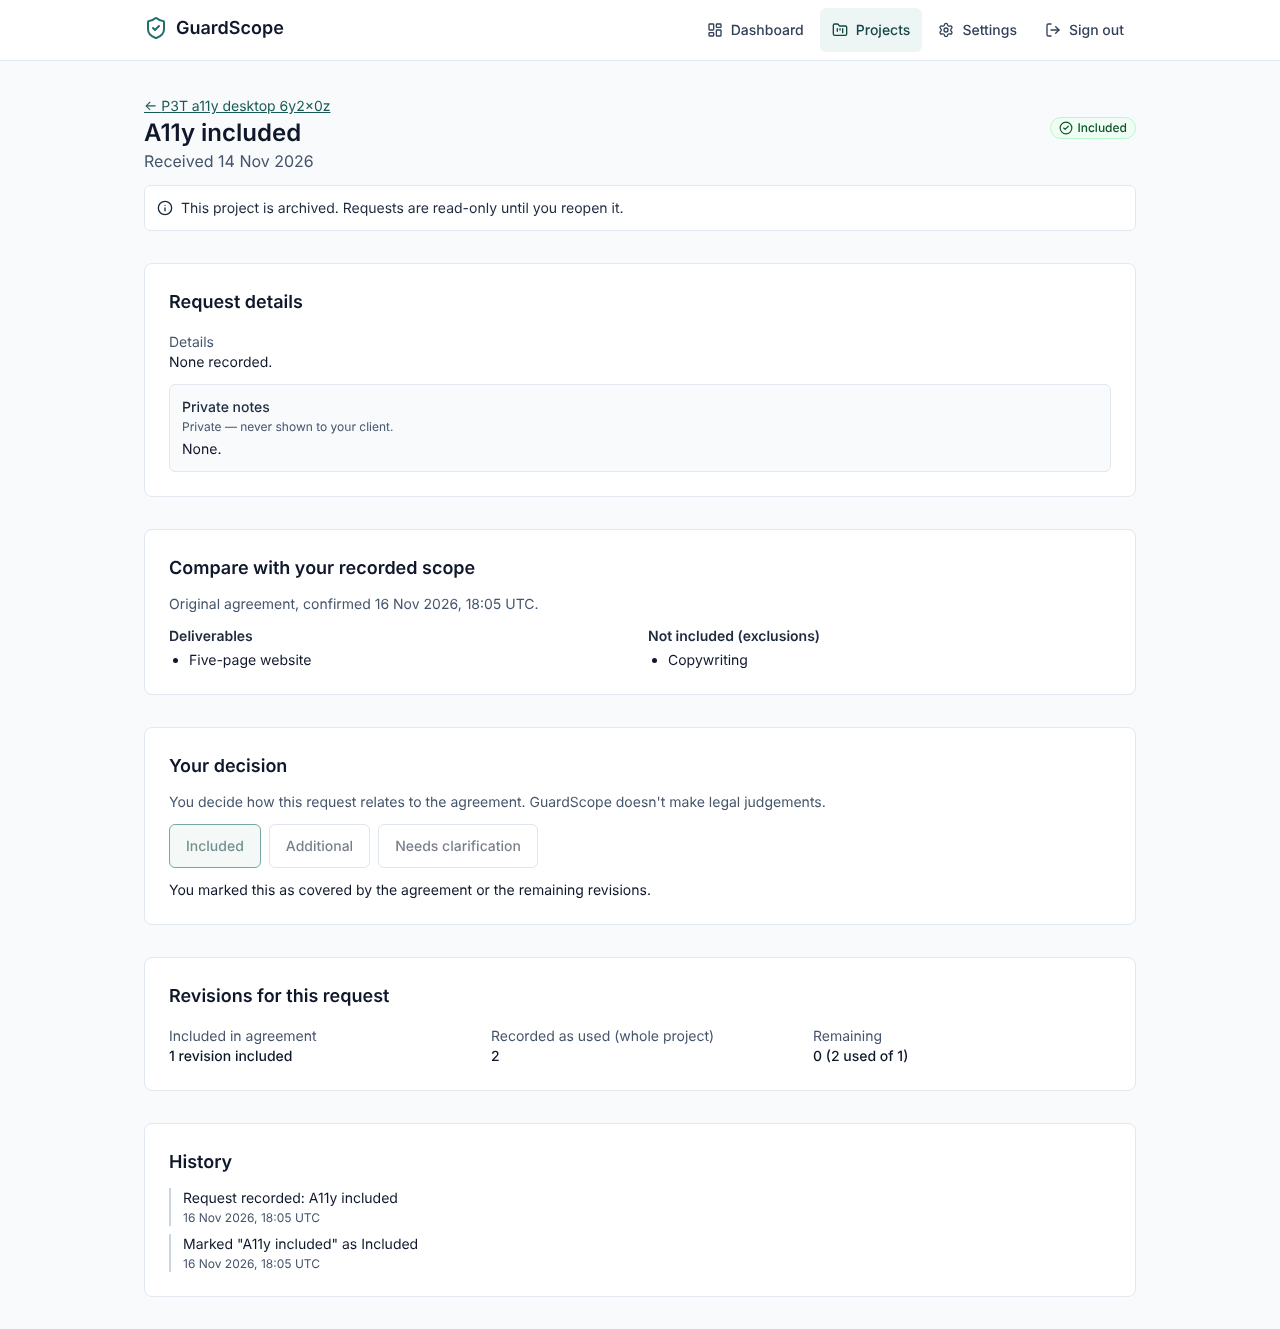 GuardScope
Dashboard
Projects
Settings
Sign out
← P3T a11y desktop 6y2x0z
A11y included
Included
Received 14 Nov 2026
This project is archived. Requests are read-only until you reopen it.
Request details
Details
None recorded.
Private notes
Private — never shown to your client.
None.
Compare with your recorded scope
Original agreement, confirmed 16 Nov 2026, 18:05 UTC.
Deliverables
• Five-page website
Not included (exclusions)
• Copywriting
Your decision
You decide how this request relates to the agreement. GuardScope doesn't make legal judgements.
Included
Additional
Needs clarification
You marked this as covered by the agreement or the remaining revisions.
Revisions for this request
Included in agreement
1 revision included
Recorded as used (whole project)
2
Remaining
0 (2 used of 1)
History
Request recorded: A11y included
16 Nov 2026, 18:05 UTC
Marked "A11y included" as Included
16 Nov 2026, 18:05 UTC